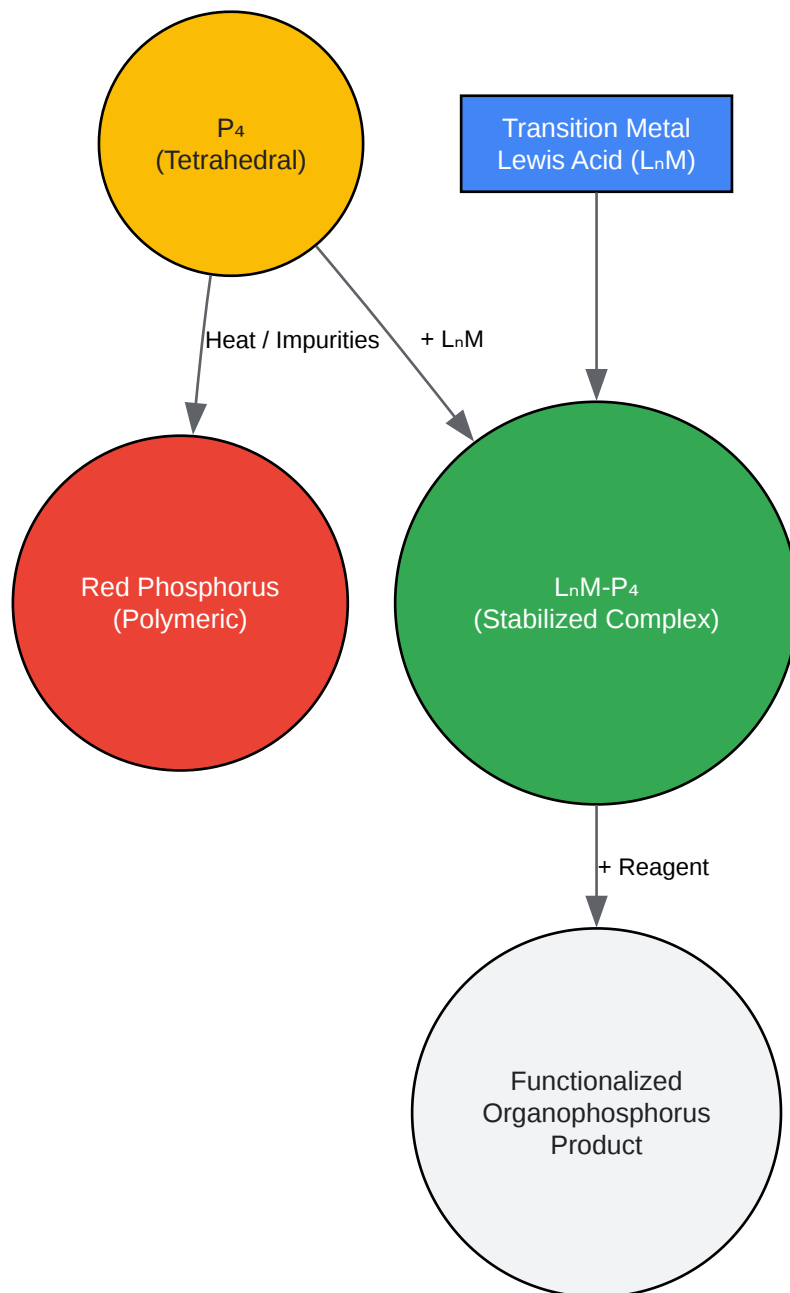 P₄
(Tetrahedral)
Transition Metal
Lewis Acid (LₙM)
Heat / Impurities
+ LₙM
Red Phosphorus
(Polymeric)
LₙM-P₄
(Stabilized Complex)
+ Reagent
Functionalized
Organophosphorus
Product